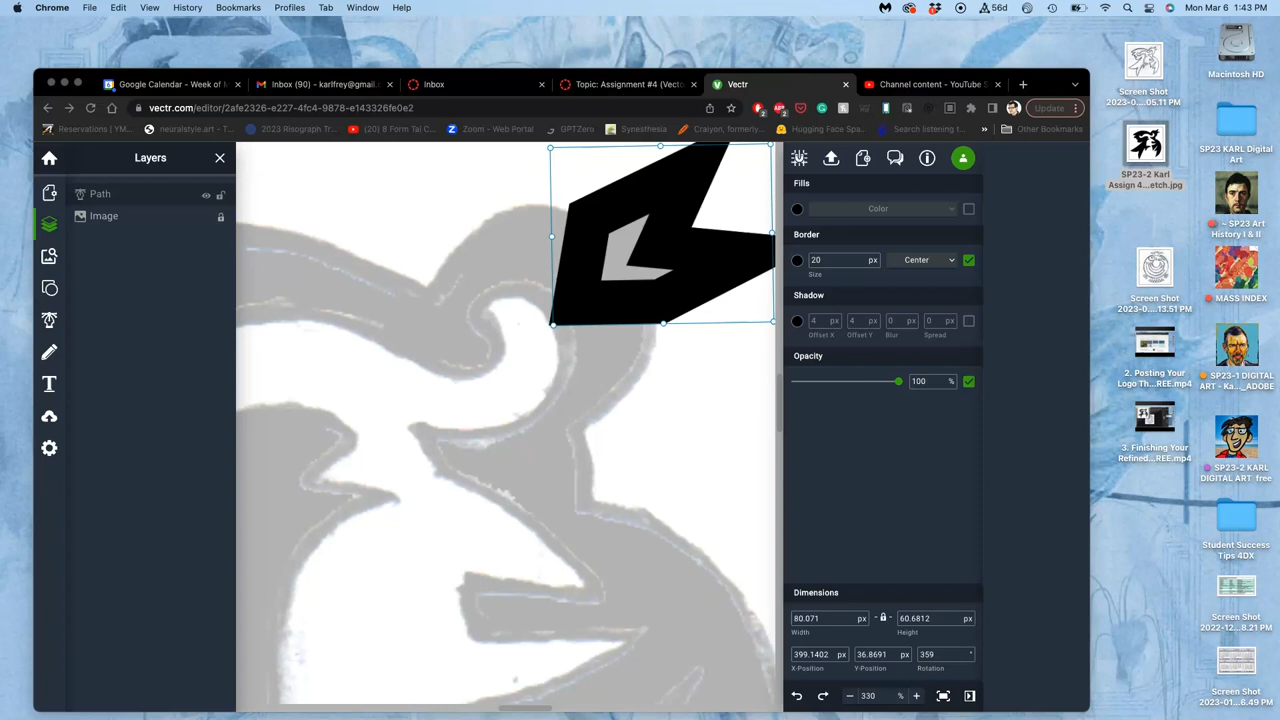 Chrome File Edit View History Bookmarks Profiles Tab Window Help
56d
Mon Mar 6 1:43 PM
Google Calendar - Week of
Inbox (90) - karlfrey@gmail.
Inbox
Topic: Assignment #4 (Vecto
Vectr
Channel content - YouTube S
vectr.com/editor/2afe2326-e227-4fc4-9878-e143326fe0e2
Update
Reservations | YM...
neuralstyle.art - T...
2023 Risograph Tr...
(20) 8 Form Tai C...
Zoom - Web Portal
GPTZero
Synesthesia
Craiyon, formerly...
Hugging Face Spa...
Search listening t...
Other Bookmarks
Layers
Path
Image
Fills
Color
Border
20 px
Center
Size
Shadow
4 px 4 px 0 px 0 px
Offset X Offset Y Blur Spread
Opacity
100 %
Dimensions
80.071 px
60.6812 px
Width Height
399.1402 px 36.8691 px 359 °
X-Position Y-Position Rotation
330 %
Screen Shot
2023-0....05.11 PM
SP23-2 Karl
Assign 4...etch.jpg
Screen Shot
2023-0....13.51 PM
2. Posting Your
Logo Th...REE.mp4
3. Finishing Your
Refined...REE.mp4
Macintosh HD
SP23 KARL Digital
Art
~ SP23 Art
History I & II
MASS INDEX
SP23-1 DIGITAL
ART - Ka..._ADOBE
SP23-2 KARL
DIGITAL ART free
Student Success
Tips 4DX
Screen Shot
2022-12...8.21 PM
Screen Shot
2023-01...6.49 PM